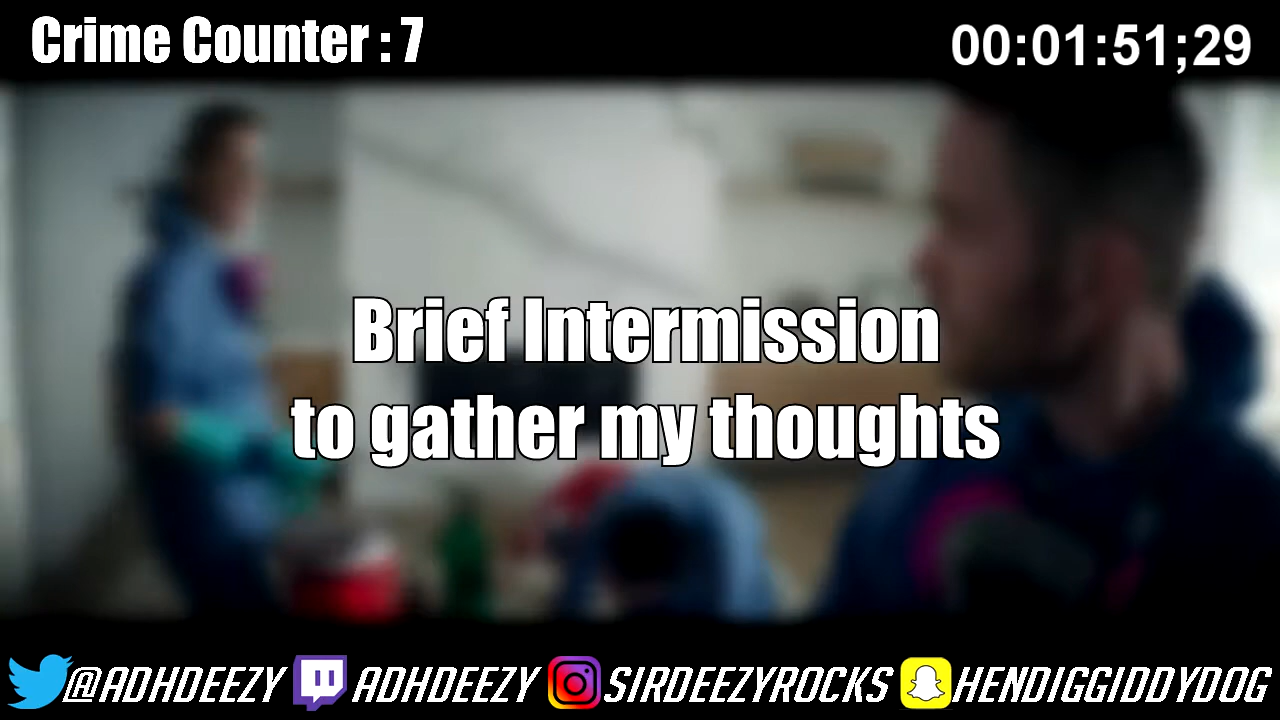 Crime Counter : 7
00:01:51;29
Brief Intermission
to gather my thoughts
@ADHDEEZY ADHDEEZY SIRDEEZYROCKS HENDIGGIDDYDOG